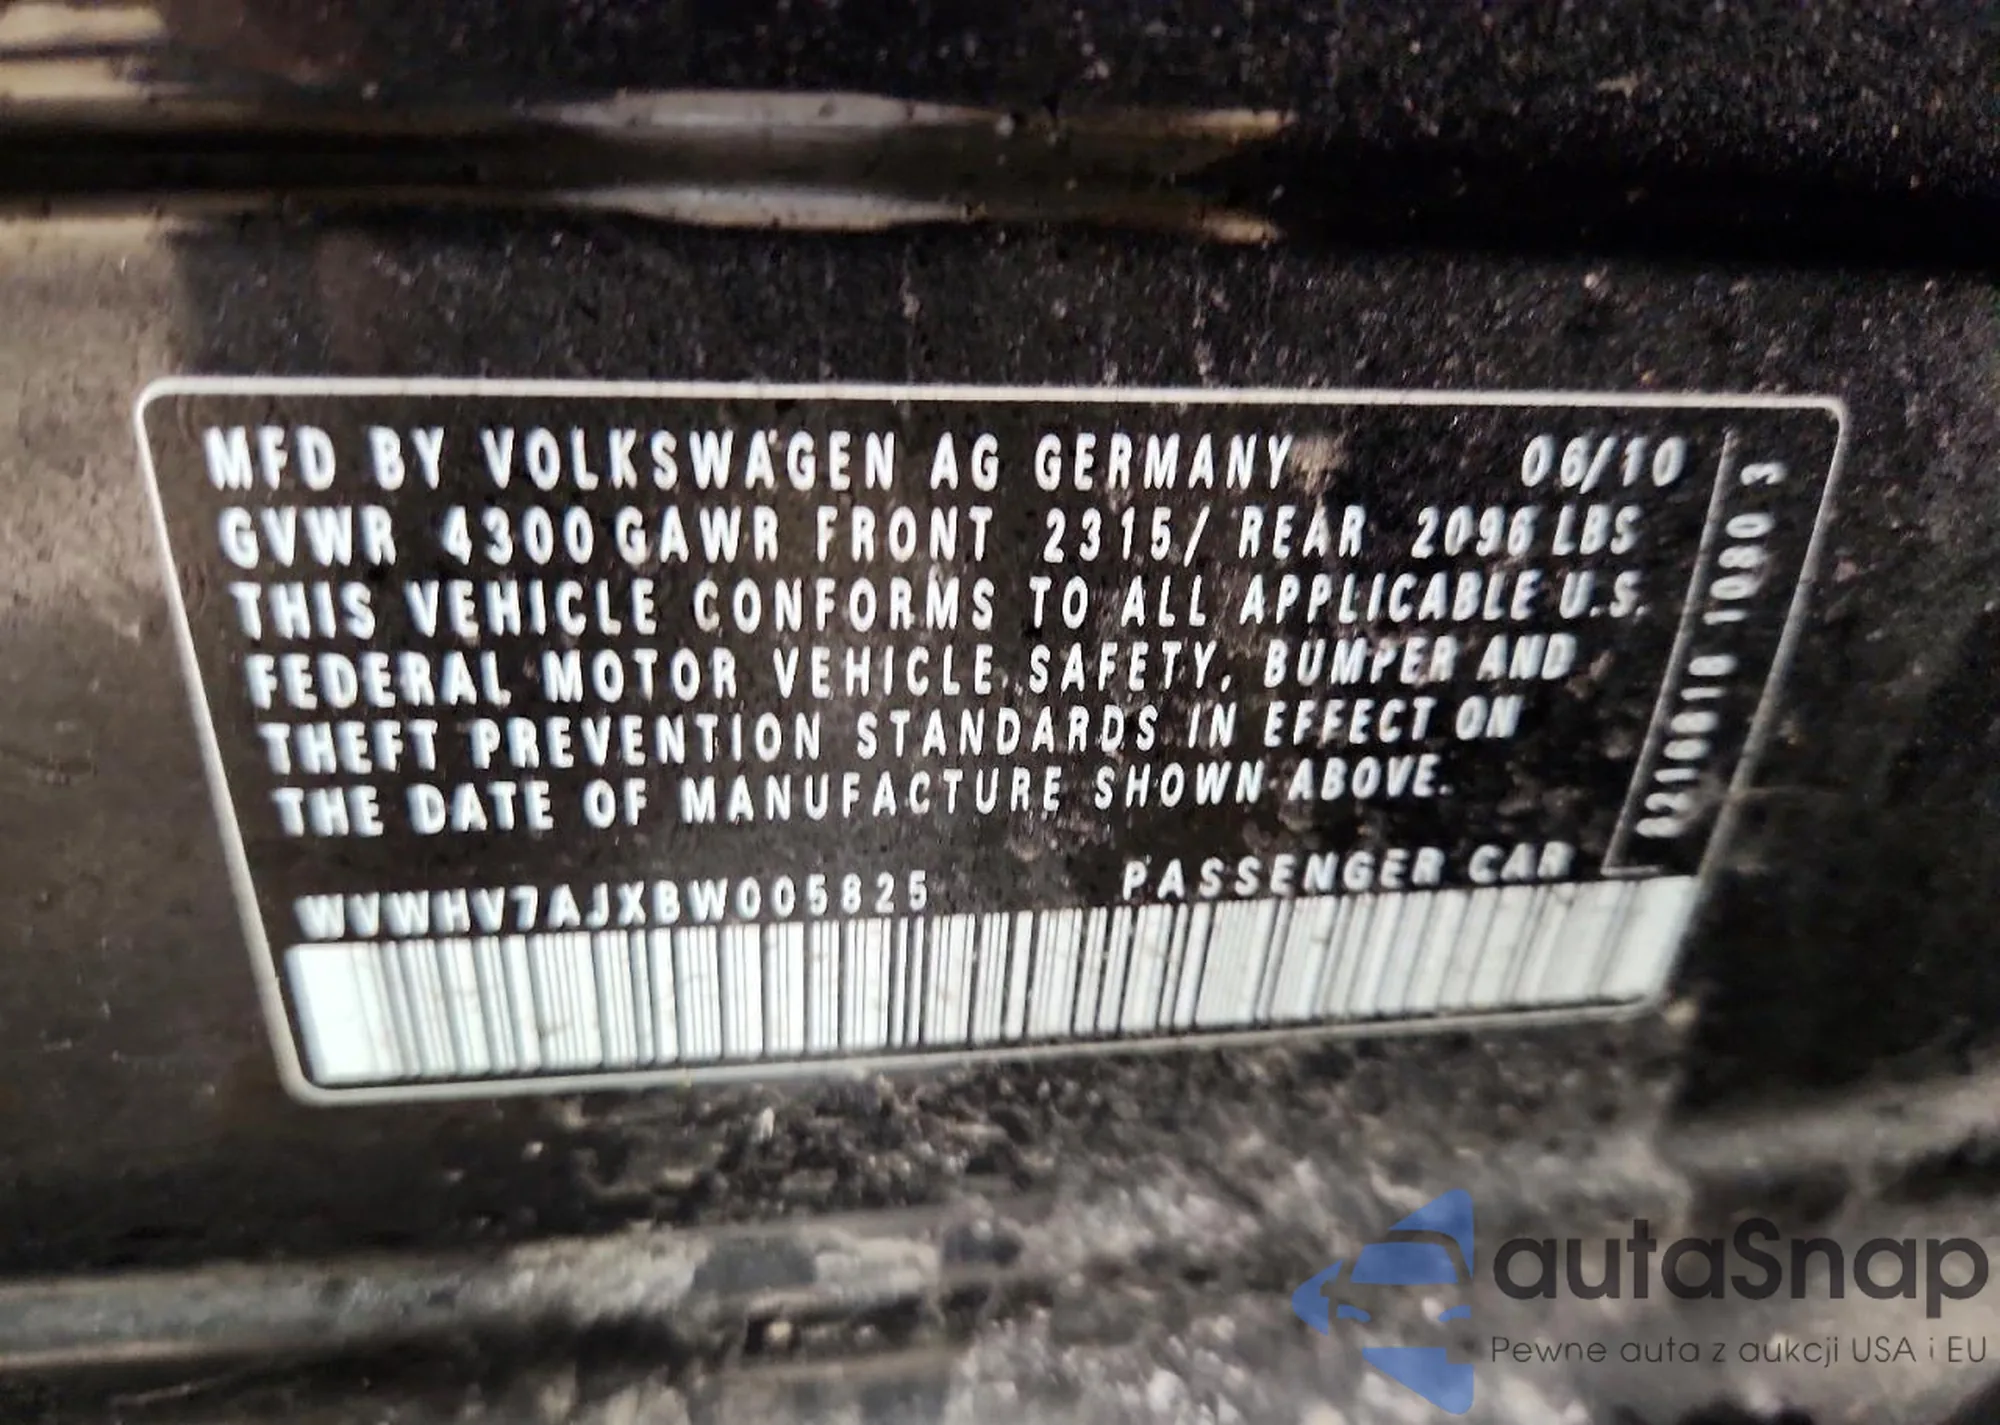 MFD BY VOLKSWAGEN AG GERMANY 06/10
GVWR 4300 GAWR FRONT 2315/ REAR 2096 LBS
THIS VEHICLE CONFORMS TO ALL APPLICABLE U.S.
FEDERAL MOTOR VEHICLE SAFETY, BUMPER AND
THEFT PREVENTION STANDARDS IN EFFECT ON
THE DATE OF MANUFACTURE SHOWN ABOVE.
WVWHV7AJXBW005825 PASSENGER CAR
autaSnap
Pewne auta z aukcji USA i EU